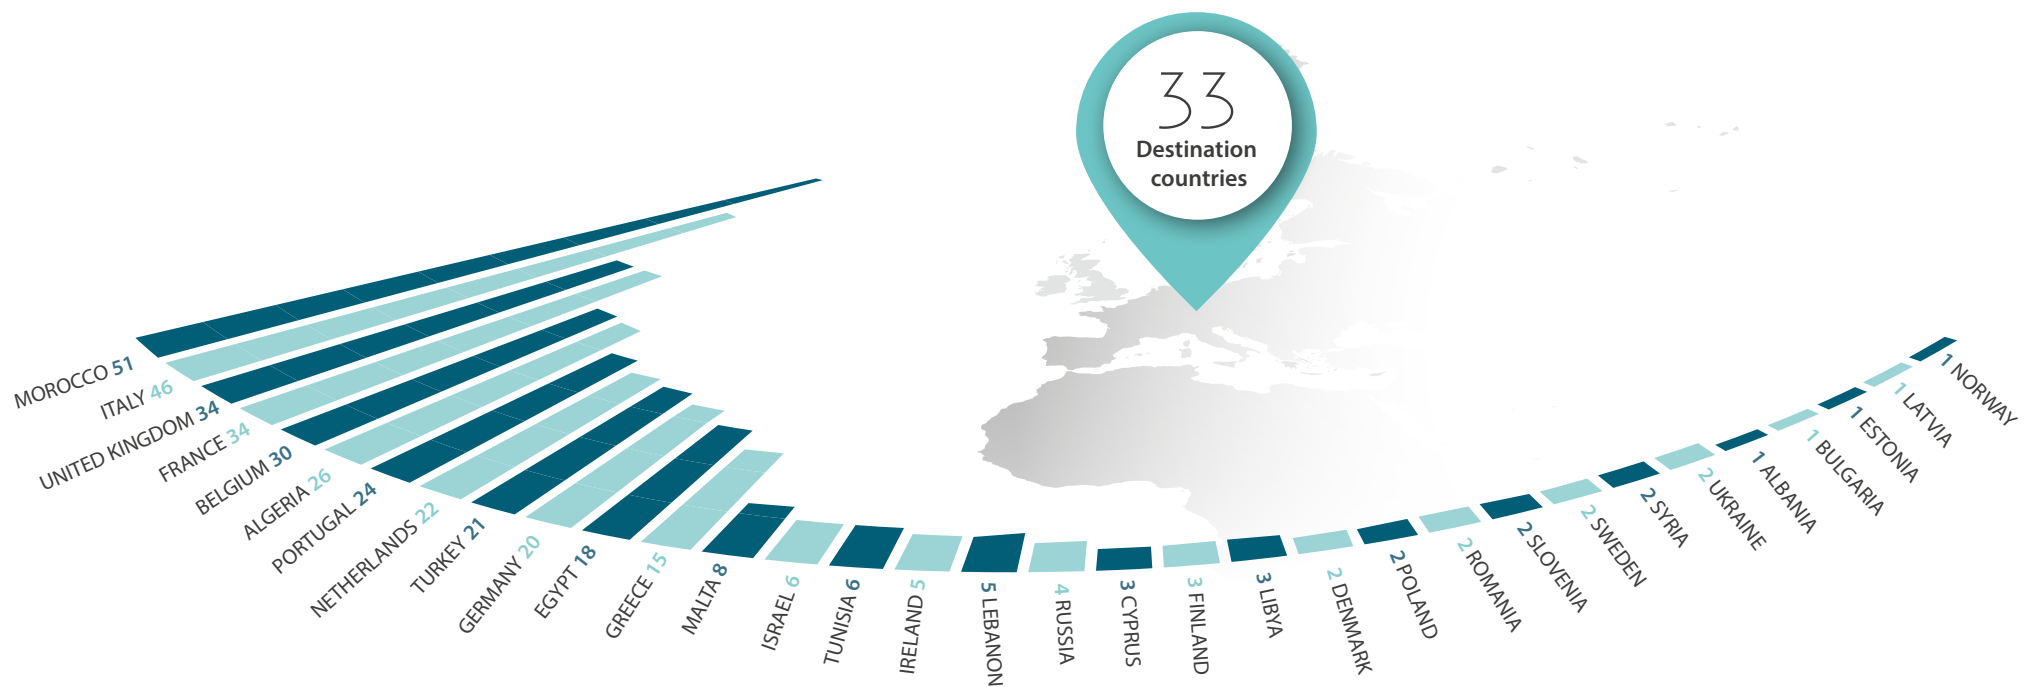 33
Destination
countries
MOROCCO 51
ITALY 46
UNITED KINGDOM 34
FRANCE 34
BELGIUM 30
ALGERIA 26
PORTUGAL 24
NETHERLANDS 22
TURKEY 21
GERMANY 20
EGYPT 18
GREECE 15
MALTA 8
ISRAEL 6
TUNISIA 6
IRELAND 5
5 LEBANON
4 RUSSIA
3 CYPRUS
3 FINLAND
3 LIBYA
2 DENMARK
2 POLAND
2 ROMANIA
2 SLOVENIA
2 SWEDEN
2 SYRIA
2 UKRAINE
1 ALBANIA
1 BULGARIA
1 ESTONIA
1 LATVIA
1 NORWAY